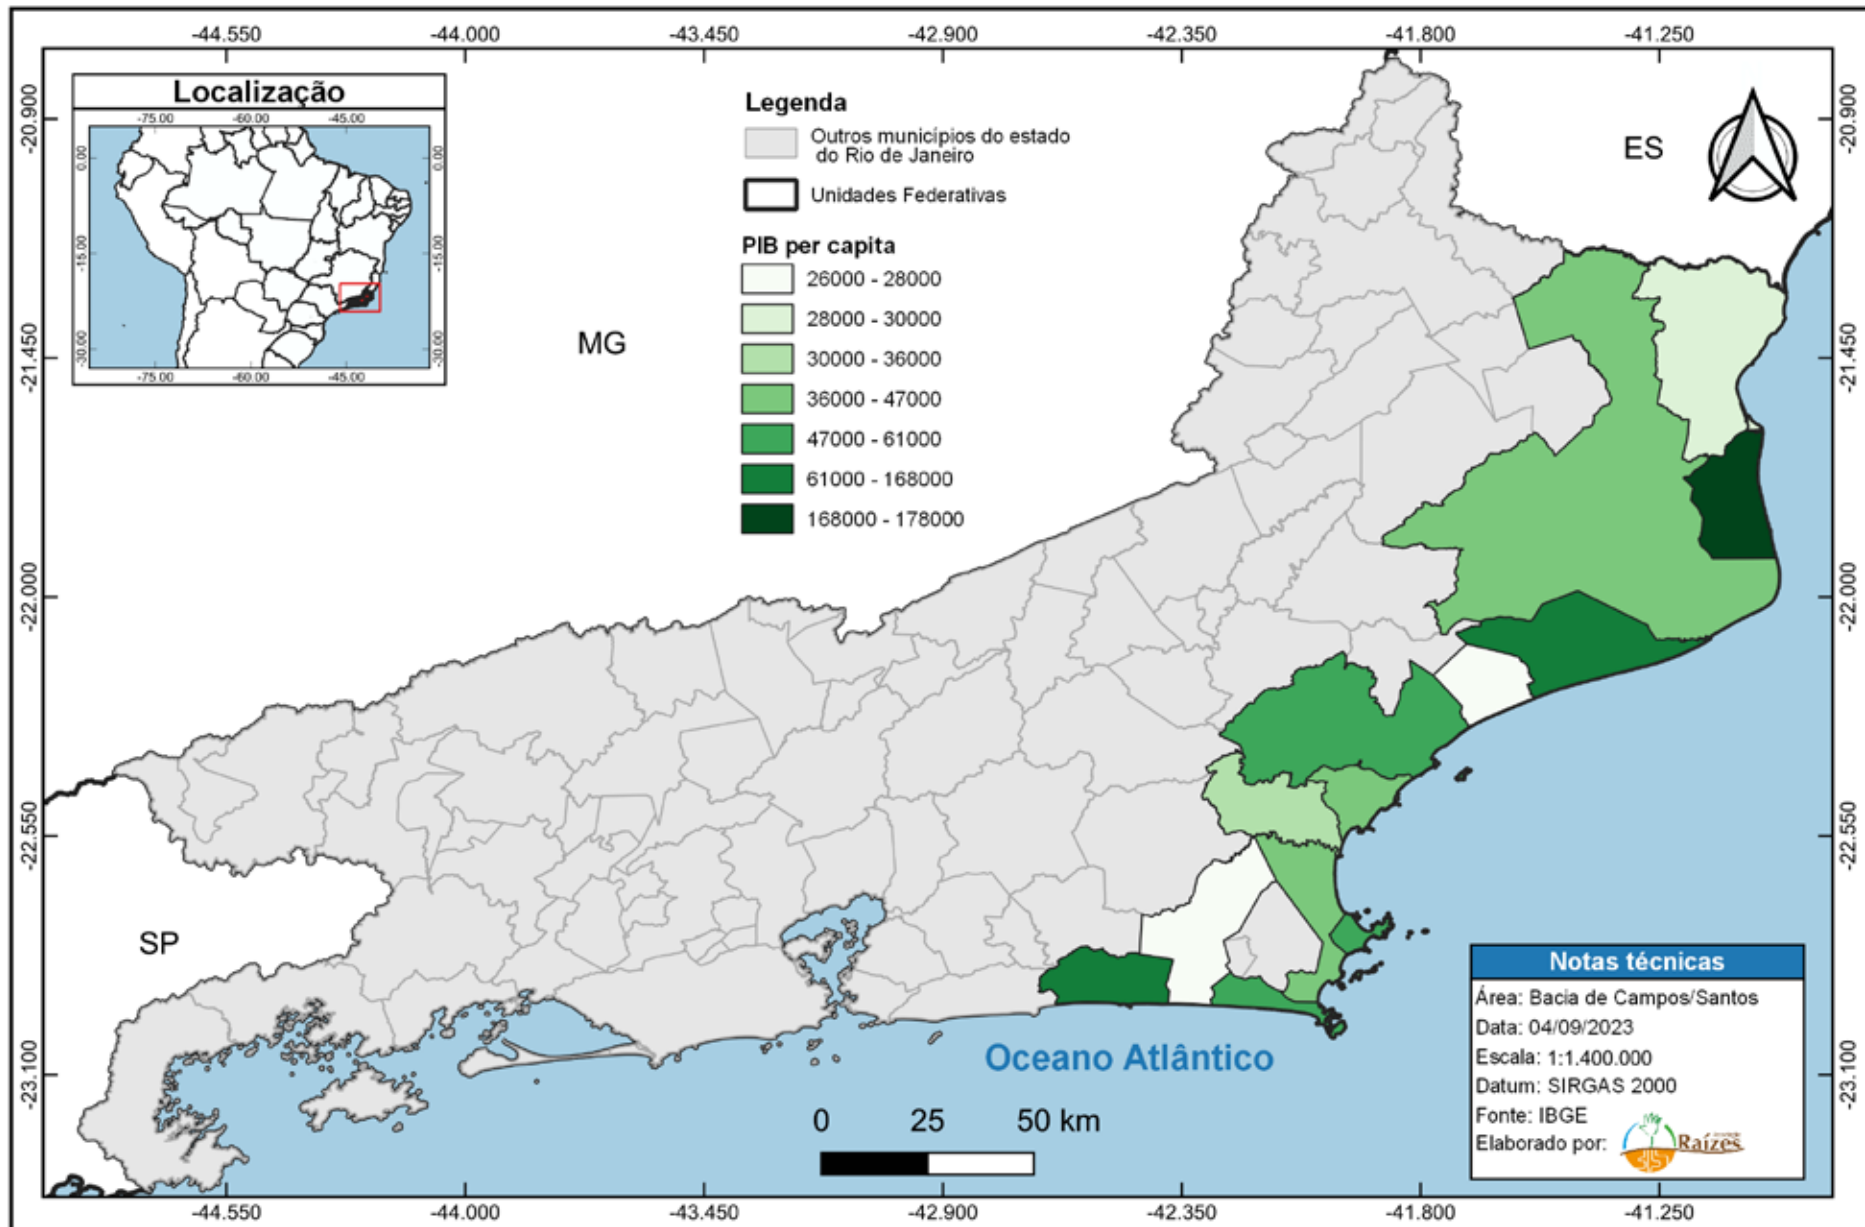 -44.550 -44.000 -43.450 -42.900 -42.350 -41.800 -41.250
Localização
-75.00 -60.00 -45.00
0.00 0.00
-15.00 -15.00
-30.00 -30.00
-75.00 -60.00 -45.00
Legenda
Outros municípios do estado
do Rio de Janeiro
Unidades Federativas
PIB per capita
26000 - 28000
28000 - 30000
30000 - 36000
36000 - 47000
47000 - 61000
61000 - 168000
168000 - 178000
ES
MG
SP
-20.900 -20.900
-21.450 -21.450
-22.000 -22.000
-22.550 -22.550
-23.100 -23.100
Oceano Atlântico
0 25 50 km
Notas técnicas
Área: Bacia de Campos/Santos
Data: 04/09/2023
Escala: 1:1.400.000
Datum: SIRGAS 2000
Fonte: IBGE
Elaborado por:
Raízes
-44.550 -44.000 -43.450 -42.900 -42.350 -41.800 -41.250